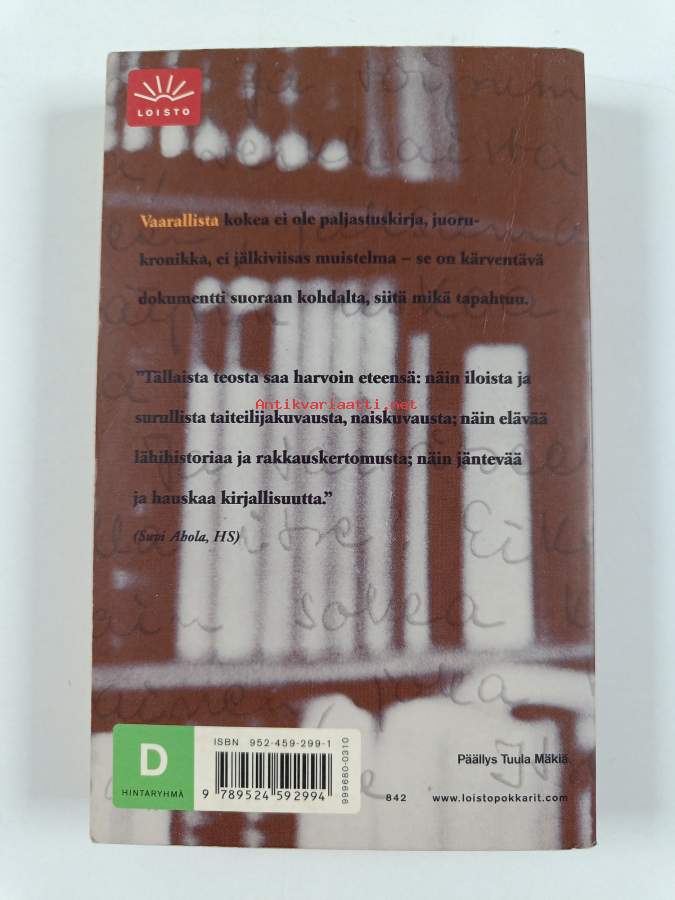 LOISTO
Vaarallista kokea ei ole paljastuskirja, juoru-
kronikka, ei jälkiviisas muistelma – se on kärventävä
dokumentti suoraan kohdalta, siitä mikä tapahtuu.
"Tällaista teosta saa harvoin eteensä: näin iloista ja
Antikvariaatti.net
surullista taiteilijakuvausta, naiskuvausta; näin elävää
lähihistoriaa ja rakkauskertomusta; näin jäntevää
ja hauskaa kirjallisuutta."
(Suvi Ahola, HS)
D
HINTARYHMÄ
ISBN 952-459-299-1
9 789524 592994
999680-0310
Päällys Tuula Mäkiä
842 www.loistopokkarit.com